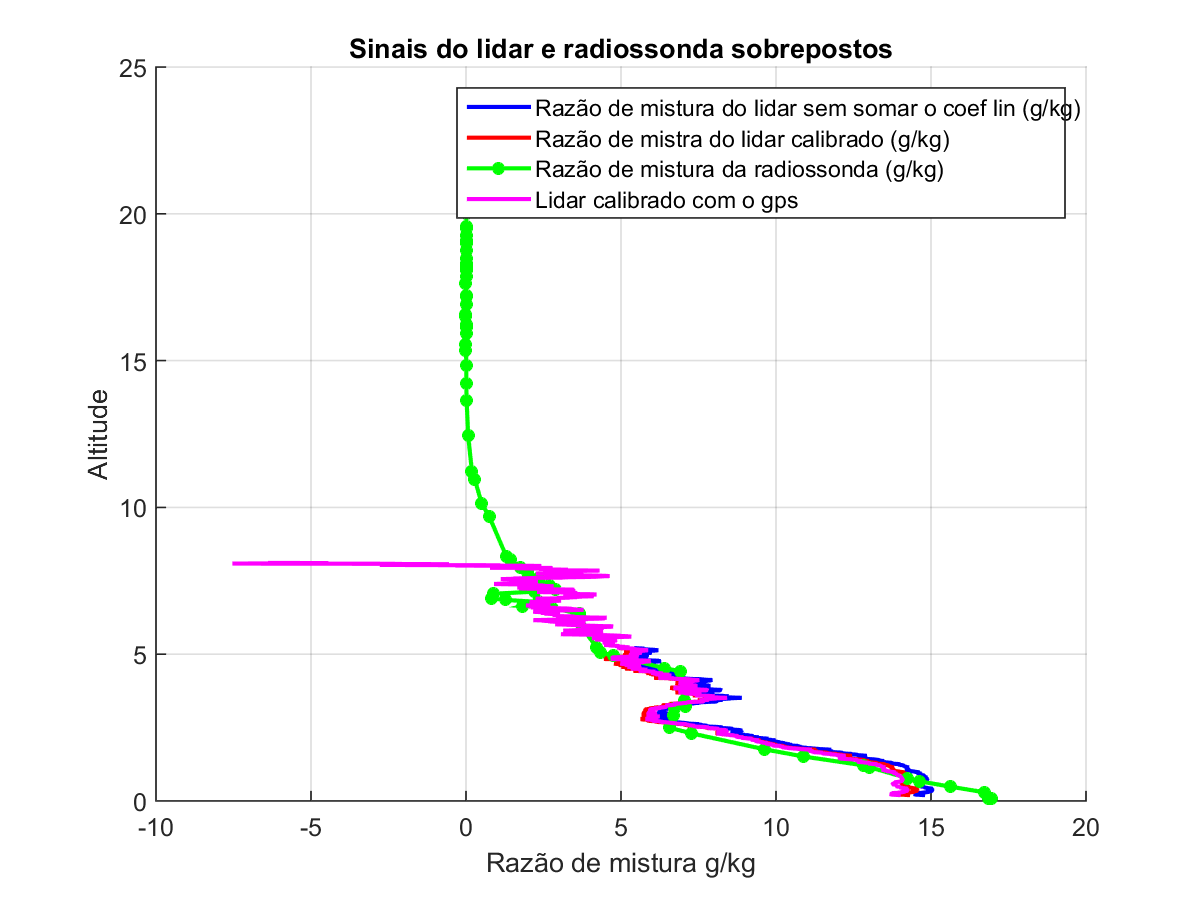 Sinais do lidar e radiossonda sobrepostos
25
20
15
10
5
0
Altitude
Razão de mistura do lidar sem somar o coef lin (g/kg)
Razão de mistra do lidar calibrado (g/kg)
Razão de mistura da radiossonda (g/kg)
Lidar calibrado com o gps
-10 -5 0 5 10 15 20
Razão de mistura g/kg